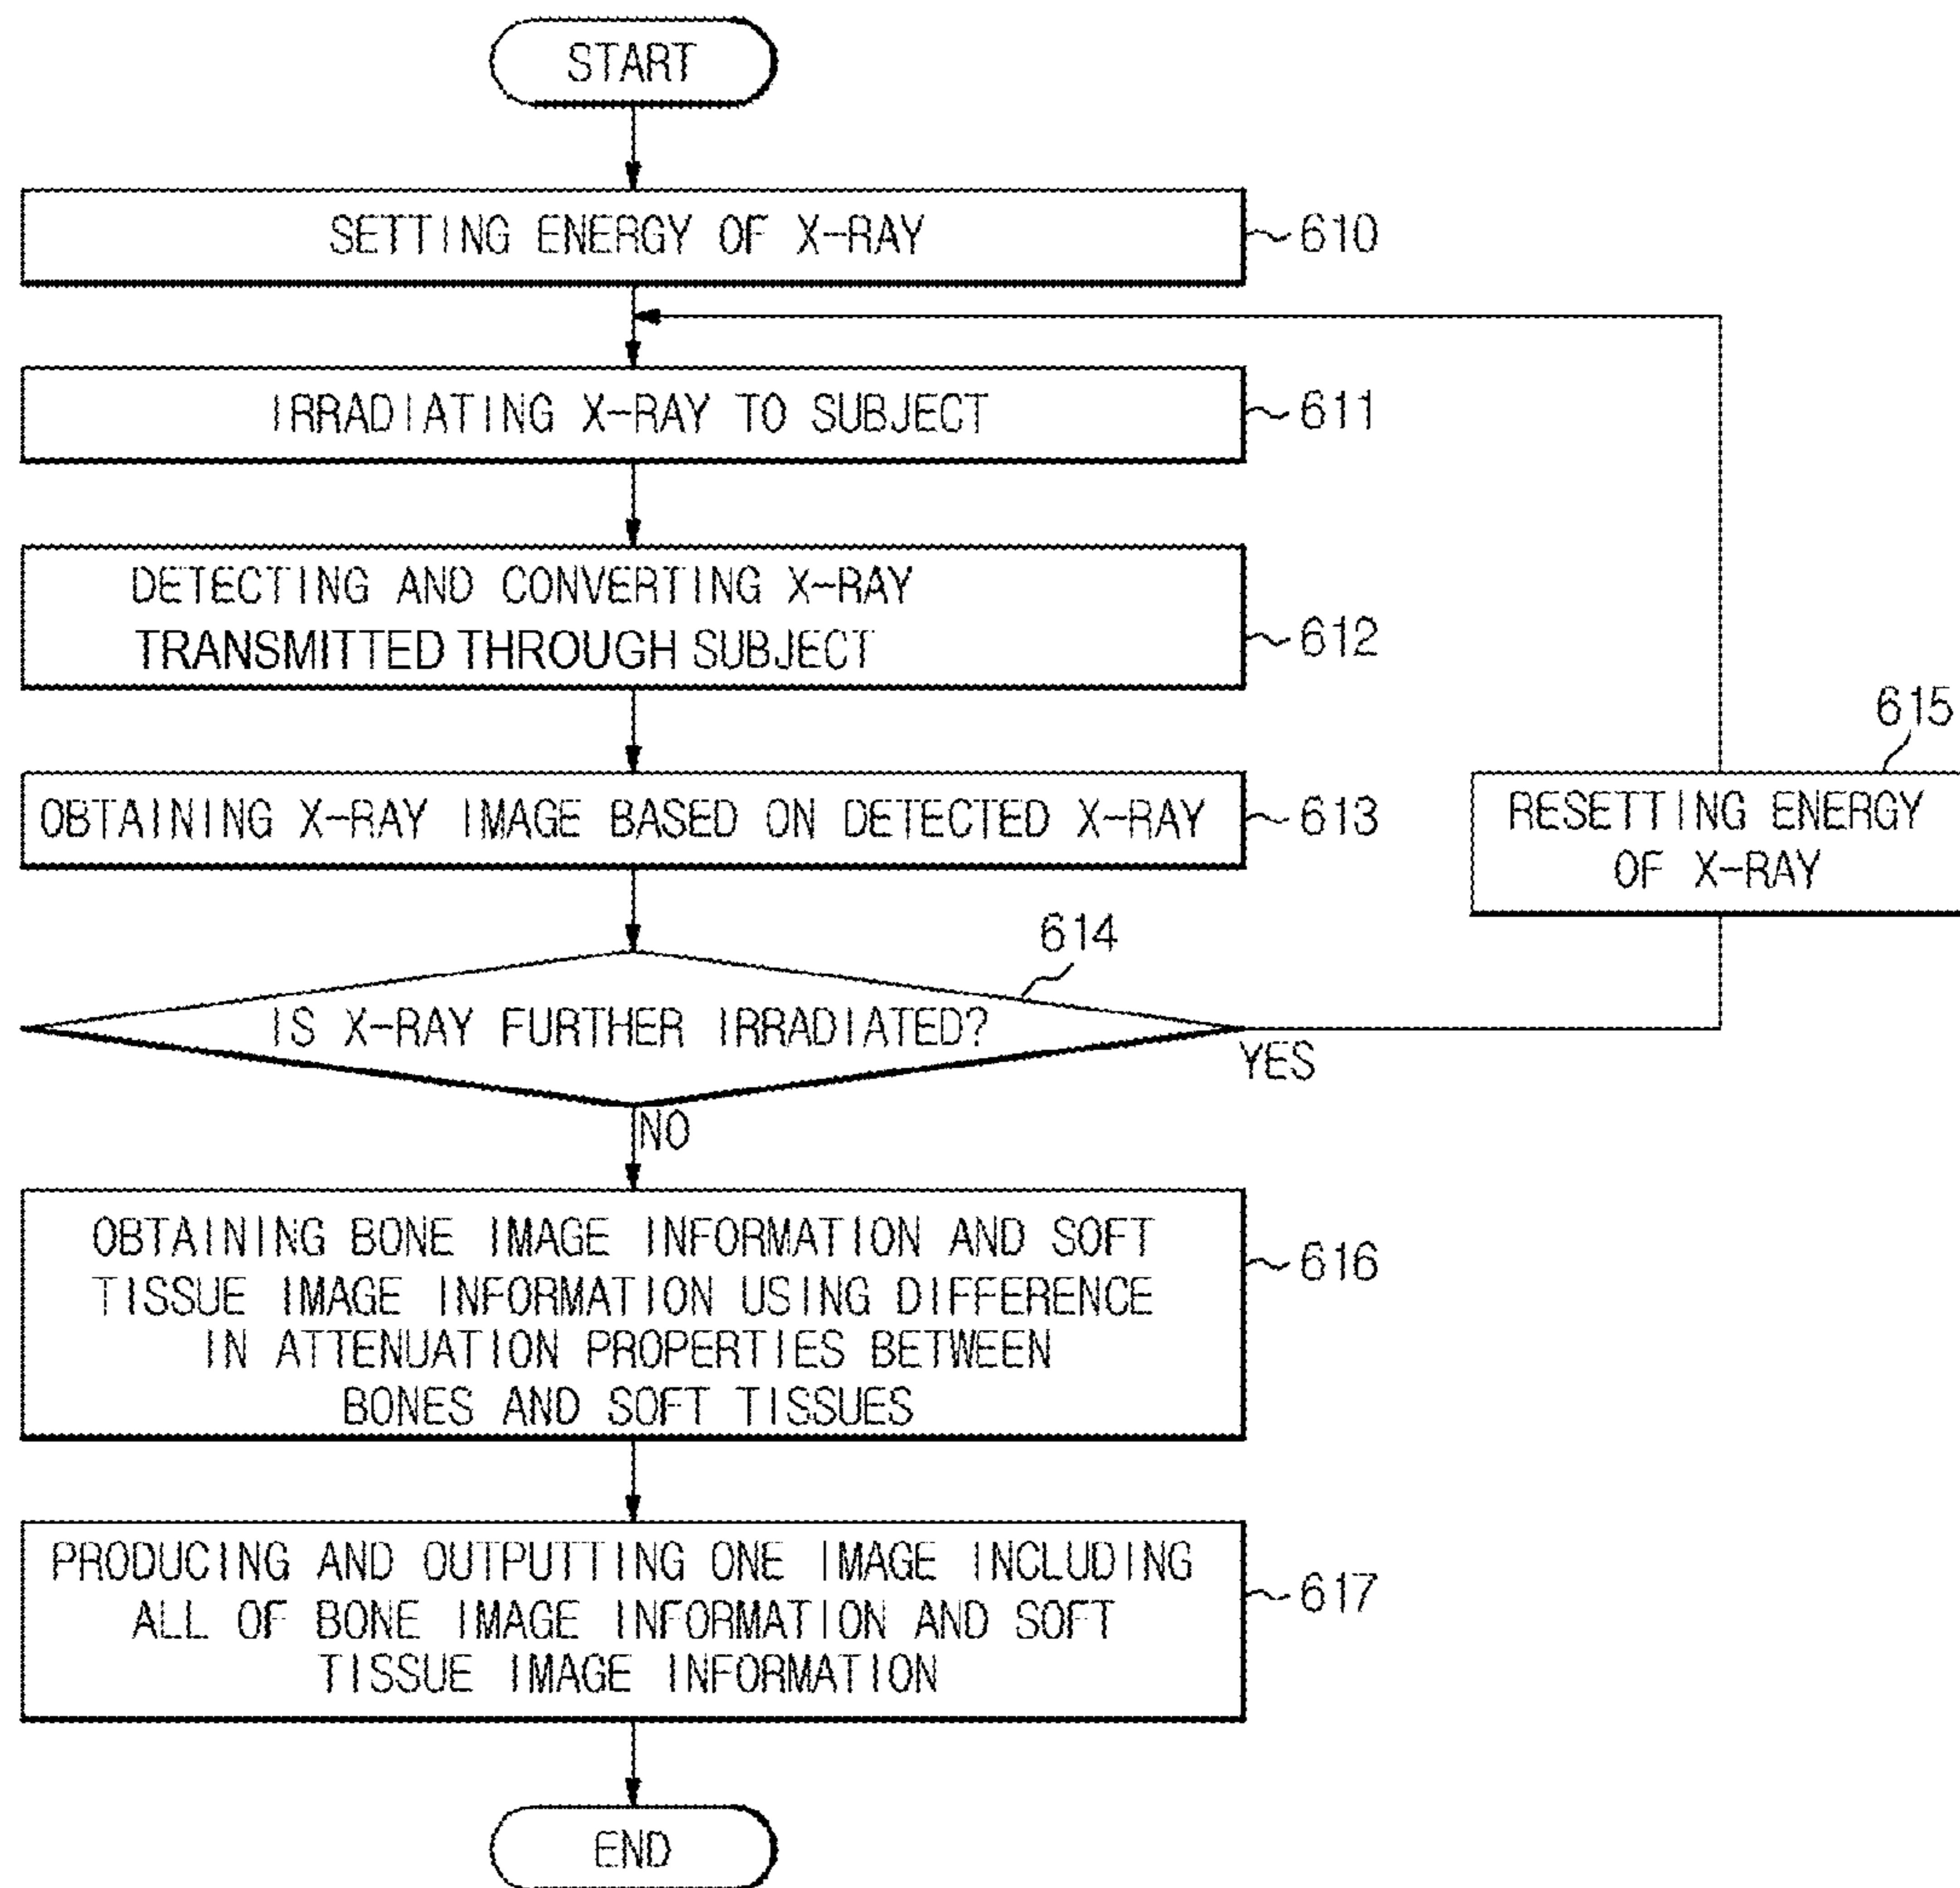 START
SETTING ENERGY OF X-RAY
610
IRRADIATING X-RAY TO SUBJECT
611
DETECTING AND CONVERTING X-RAY
TRANSMITTED THROUGH SUBJECT
612
OBTAINING X-RAY IMAGE BASED ON DETECTED X-RAY
613
615
RESETTING ENERGY
OF X-RAY
614
IS X-RAY FURTHER IRRADIATED?
YES
NO
OBTAINING BONE IMAGE INFORMATION AND SOFT
TISSUE IMAGE INFORMATION USING DIFFERENCE
IN ATTENUATION PROPERTIES BETWEEN
BONES AND SOFT TISSUES
616
PRODUCING AND OUTPUTTING ONE IMAGE INCLUDING
ALL OF BONE IMAGE INFORMATION AND SOFT
TISSUE IMAGE INFORMATION
617
END